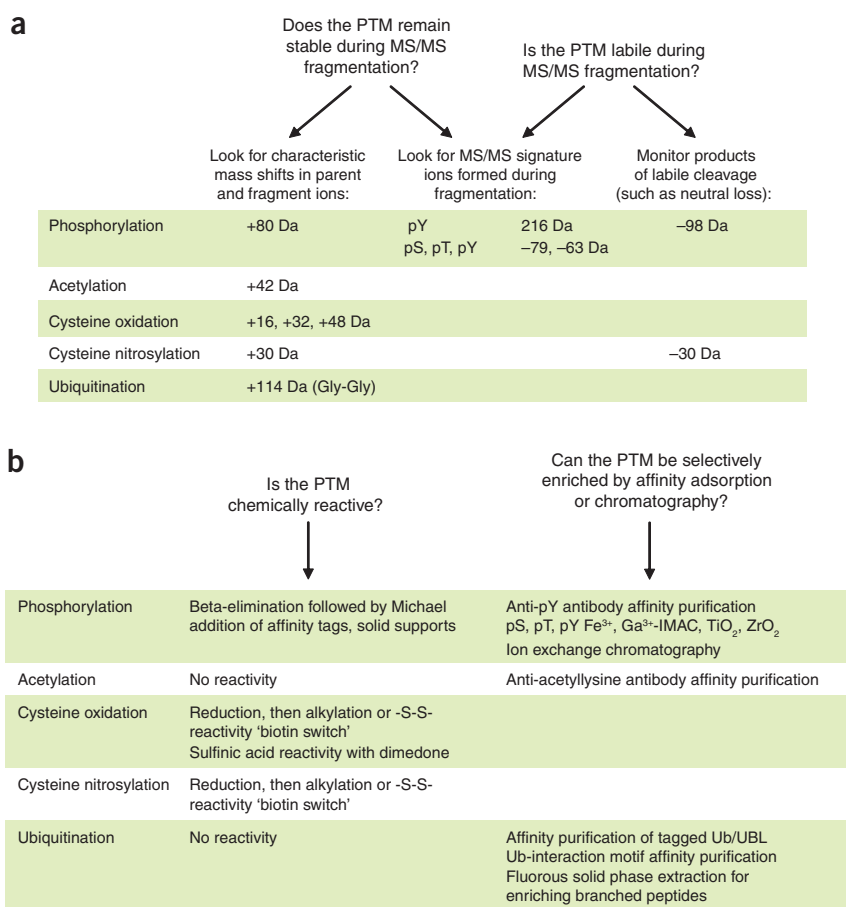 a
Does the PTM remain
stable during MS/MS
fragmentation?
Is the PTM labile during
MS/MS fragmentation?
Look for characteristic
mass shifts in parent
and fragment ions:
Look for MS/MS signature
ions formed during
fragmentation:
Monitor products
of labile cleavage
(such as neutral loss):
Phosphorylation +80 Da pY 216 Da –98 Da
pS, pT, pY –79, –63 Da
Acetylation +42 Da
Cysteine oxidation +16, +32, +48 Da
Cysteine nitrosylation +30 Da –30 Da
Ubiquitination +114 Da (Gly-Gly)
b
Is the PTM
chemically reactive?
Can the PTM be selectively
enriched by affinity adsorption
or chromatography?
Phosphorylation Beta-elimination followed by Michael Anti-pY antibody affinity purification
addition of affinity tags, solid supports pS, pT, pY Fe³⁺, Ga³⁺-IMAC, TiO₂, ZrO₂
Ion exchange chromatography
Acetylation No reactivity Anti-acetyllysine antibody affinity purification
Cysteine oxidation Reduction, then alkylation or -S-S-
reactivity ‘biotin switch’
Sulfinic acid reactivity with dimedone
Cysteine nitrosylation Reduction, then alkylation or -S-S-
reactivity ‘biotin switch’
Ubiquitination No reactivity Affinity purification of tagged Ub/UBL
Ub-interaction motif affinity purification
Fluorous solid phase extraction for
enriching branched peptides